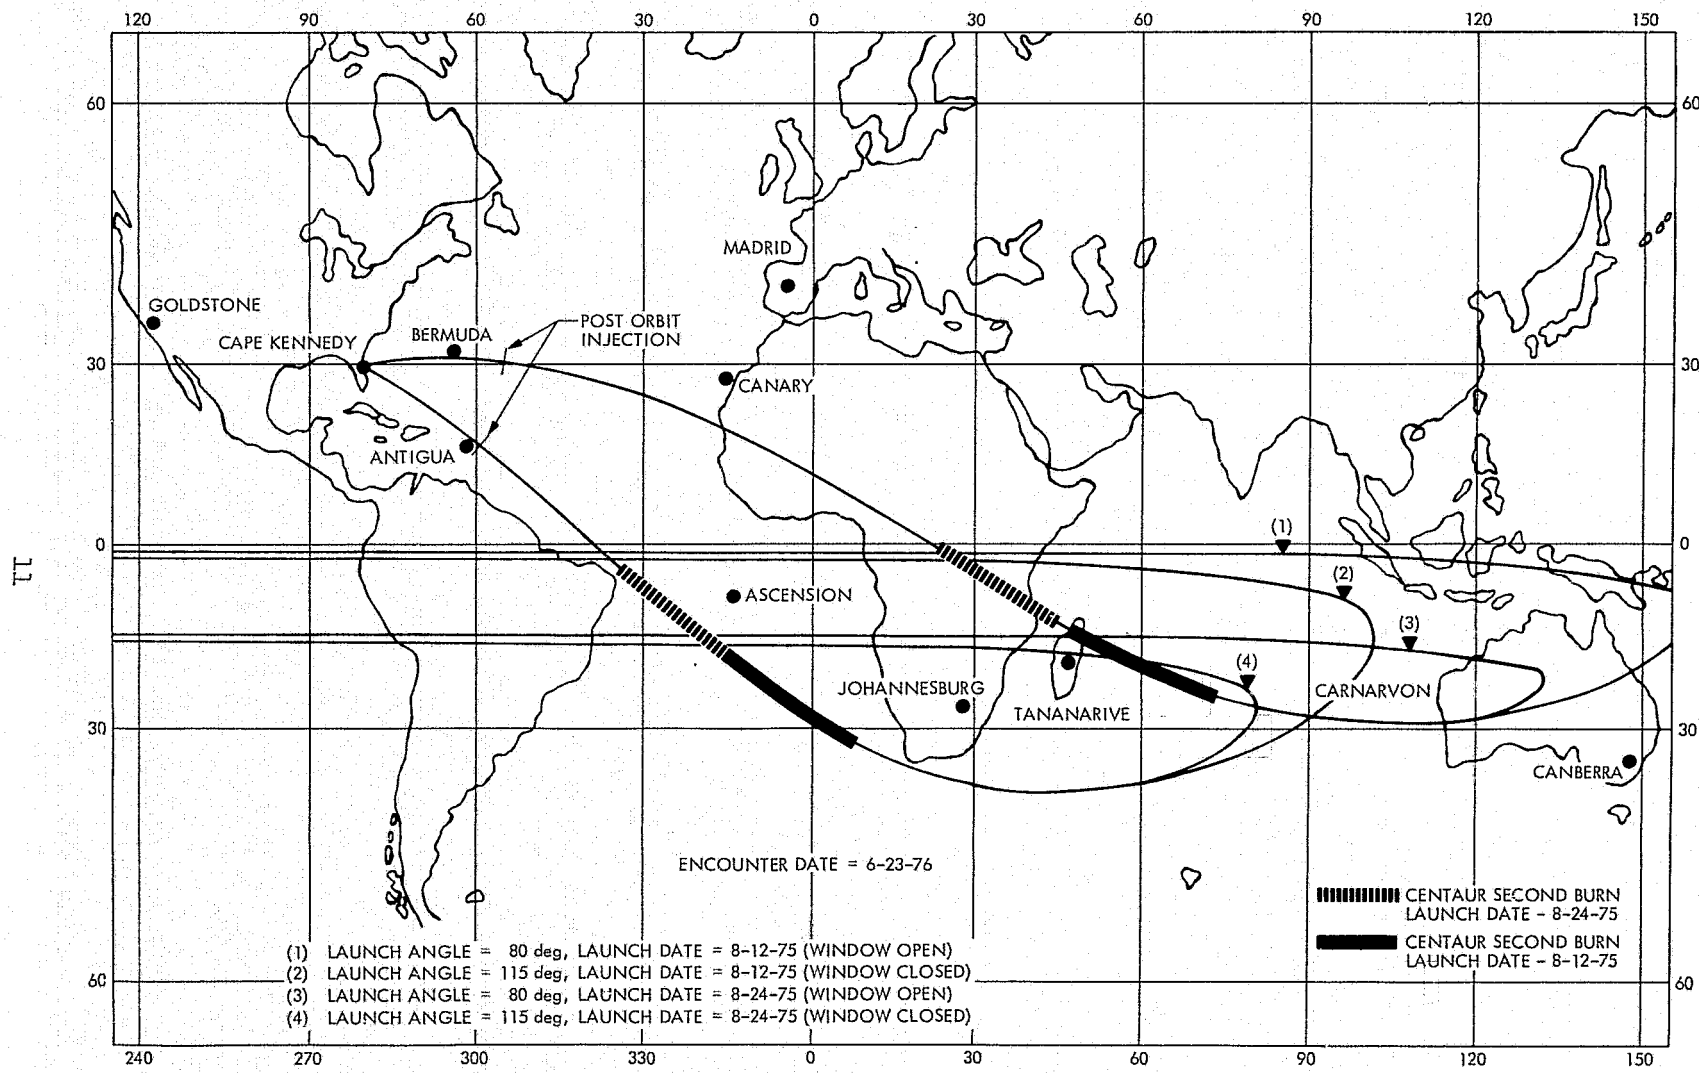 120 90 60 30 0 30 60 90 120 150
60 60
MADRID
GOLDSTONE
POST ORBIT
INJECTION
BERMUDA
CAPE KENNEDY
30 30
CANARY
ANTIGUA
(1)
0 0
(2)
ASCENSION
(3)
(4)
JOHANNESBURG
CARNARVON
TANANARIVE
30 30
CANBERRA
11
ENCOUNTER DATE = 6-23-76
CENTAUR SECOND BURN
LAUNCH DATE - 8-24-75
CENTAUR SECOND BURN
LAUNCH DATE - 8-12-75
(1) LAUNCH ANGLE = 80 deg, LAUNCH DATE = 8-12-75 (WINDOW OPEN)
(2) LAUNCH ANGLE = 115 deg, LAUNCH DATE = 8-12-75 (WINDOW CLOSED)
60 60
(3) LAUNCH ANGLE = 80 deg, LAUNCH DATE = 8-24-75 (WINDOW OPEN)
(4) LAUNCH ANGLE = 115 deg, LAUNCH DATE = 8-24-75 (WINDOW CLOSED)
240 270 300 330 0 30 60 90 120 150